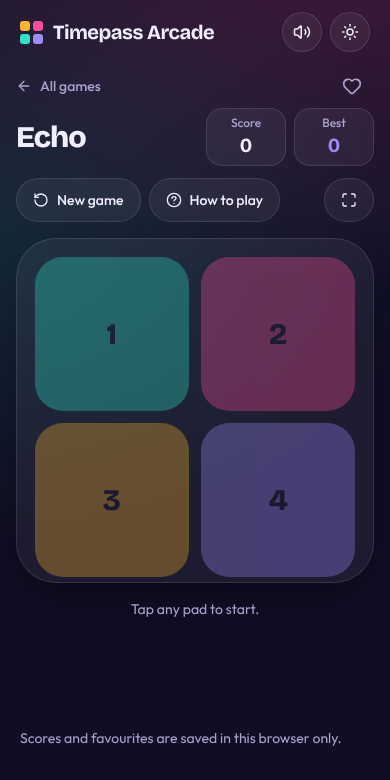 Timepass Arcade
All games
Echo
Score
0
Best
0
New game
How to play
1
2
3
4
Tap any pad to start.
Scores and favourites are saved in this browser only.